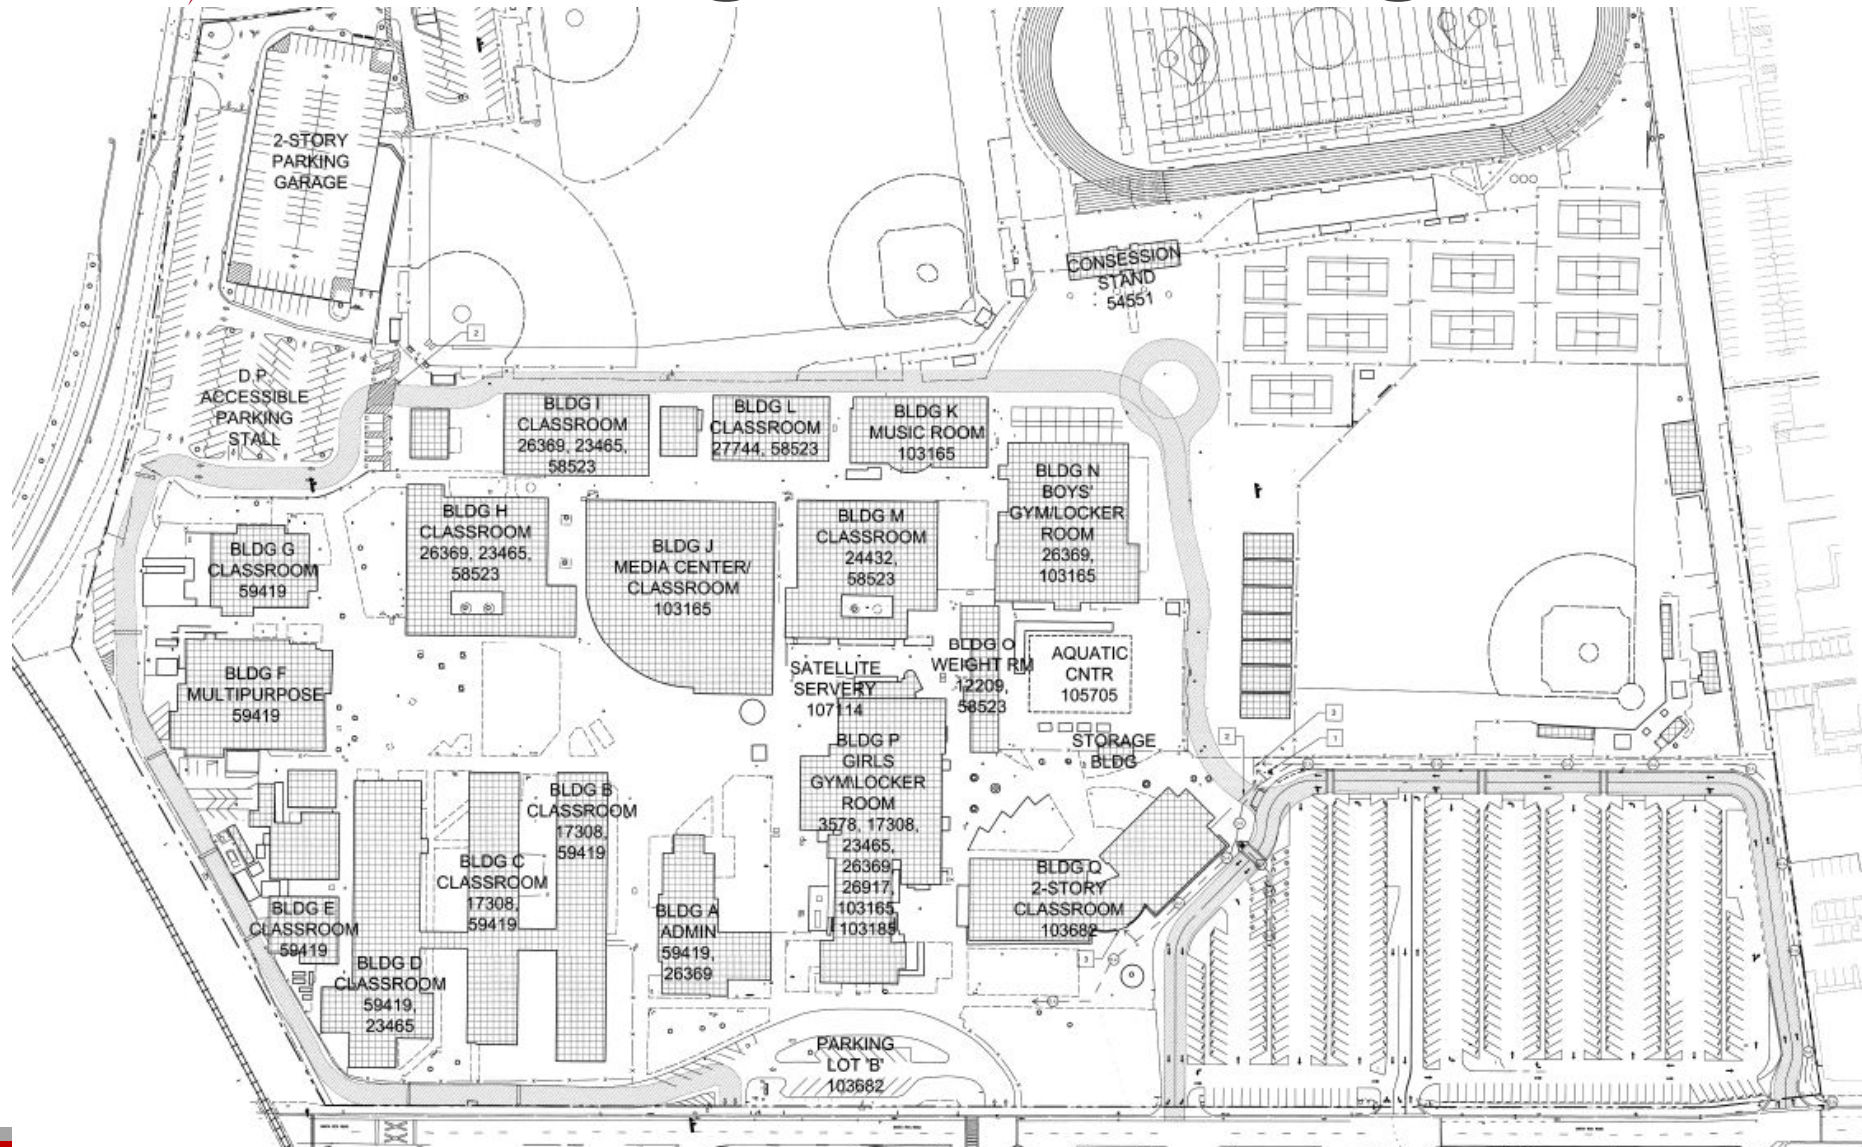 2-STORY
PARKING
GARAGE
CONSESSION
STAND
54551
2
D.P.
ACCESSIBLE
PARKING
STALL
BLDG I
CLASSROOM
26369, 23465,
58523
BLDG L
CLASSROOM
27744, 58523
BLDG K
MUSIC ROOM
103165
BLDG N
BOYS'
GYM/LOCKER
ROOM
26369,
103165
BLDG H
CLASSROOM
26369, 23465,
58523
BLDG J
MEDIA CENTER/
CLASSROOM
103165
BLDG M
CLASSROOM
24432,
58523
BLDG G
CLASSROOM
59419
BLDG F
MULTIPURPOSE
59419
SATELLITE
SERVERY
107114
BLDG O
WEIGHT RM
12209,
58523
AQUATIC
CNTR
105705
STORAGE
BLDG
3
2
1
BLDG P
GIRLS
GYM/LOCKER
ROOM
3578, 17308,
23465,
26369,
26917,
103165,
103185
BLDG B
CLASSROOM
17308,
59419
BLDG C
CLASSROOM
17308,
59419
BLDG Q
2-STORY
CLASSROOM
103682
BLDG E
CLASSROOM
59419
BLDG A
ADMIN
59419,
26369
BLDG D
CLASSROOM
59419,
23465
3
PARKING
LOT 'B'
103682